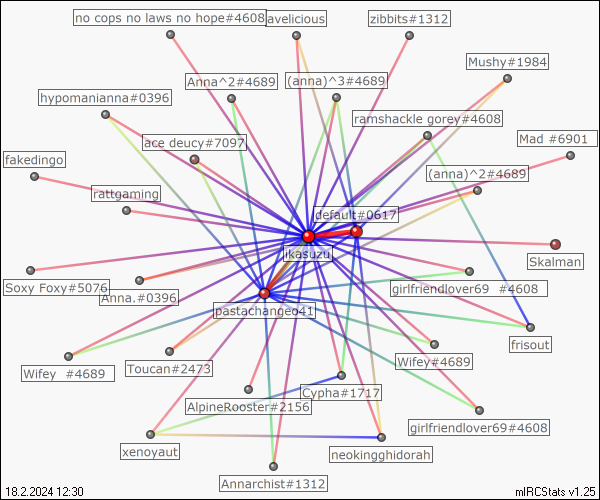 no cops no laws no hope#4608
avelicious
zibbits#1312
Mushy#1984
Anna^2#4689
(anna)^3#4689
hypomanianna#0396
ramshackle gorey#4608
Mad #6901
ace deucy#7097
fakedingo
(anna)^2#4689
rattgaming
default#0617
ikasuzu
Skalman
Soxy Foxy#5076
Anna.#0396
girlfriendlover69 #4608
pastachangeo41
frisout
Wifey #4689
Toucan#2473
Wifey#4689
Cypha#1717
AlpineRooster#2156
girlfriendlover69#4608
xenoyaut
neokingghidorah
Annarchist#1312
18.2.2024 12:30
mIRCStats v1.25